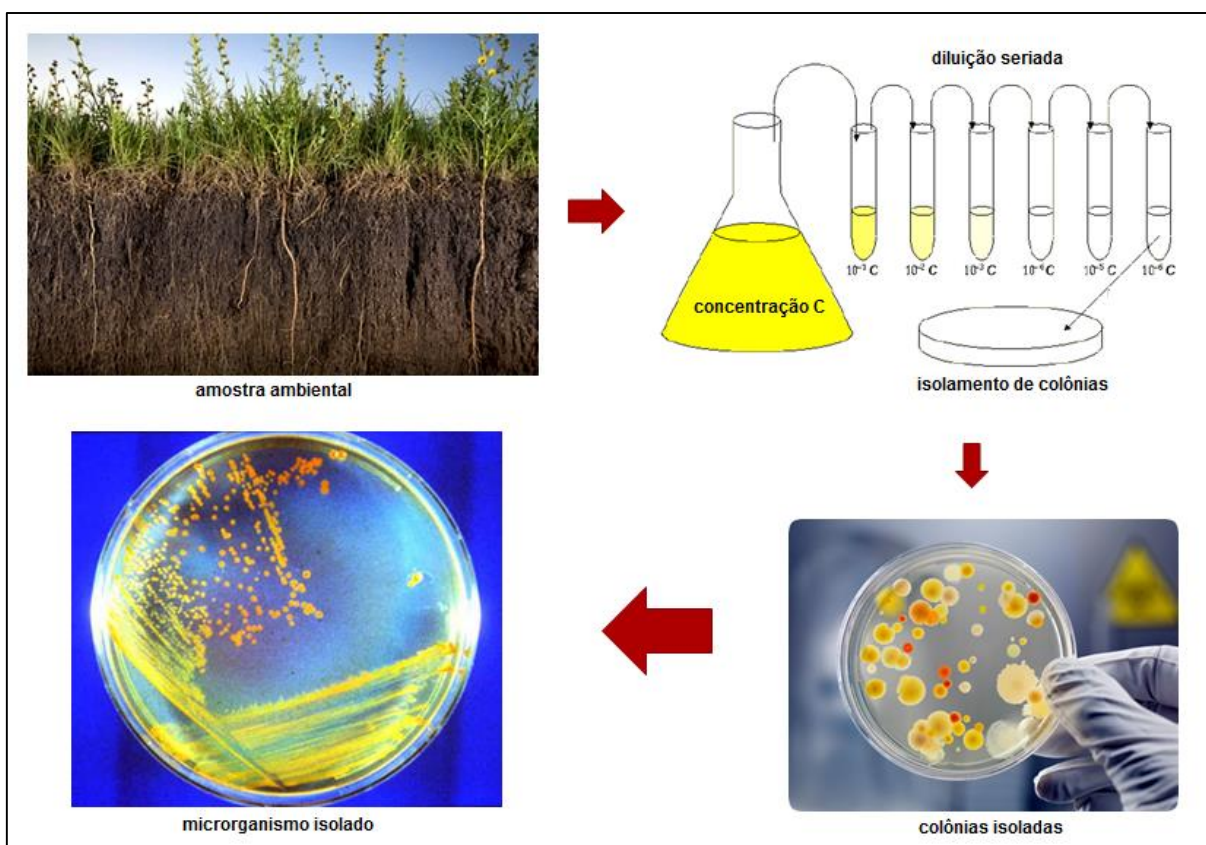 diluição seriada
10⁻¹ C 10⁻² C 10⁻³ C 10⁻⁴ C 10⁻⁵ C 10⁻⁶ C
concentração C
amostra ambiental
isolamento de colônias
microrganismo isolado
colônias isoladas